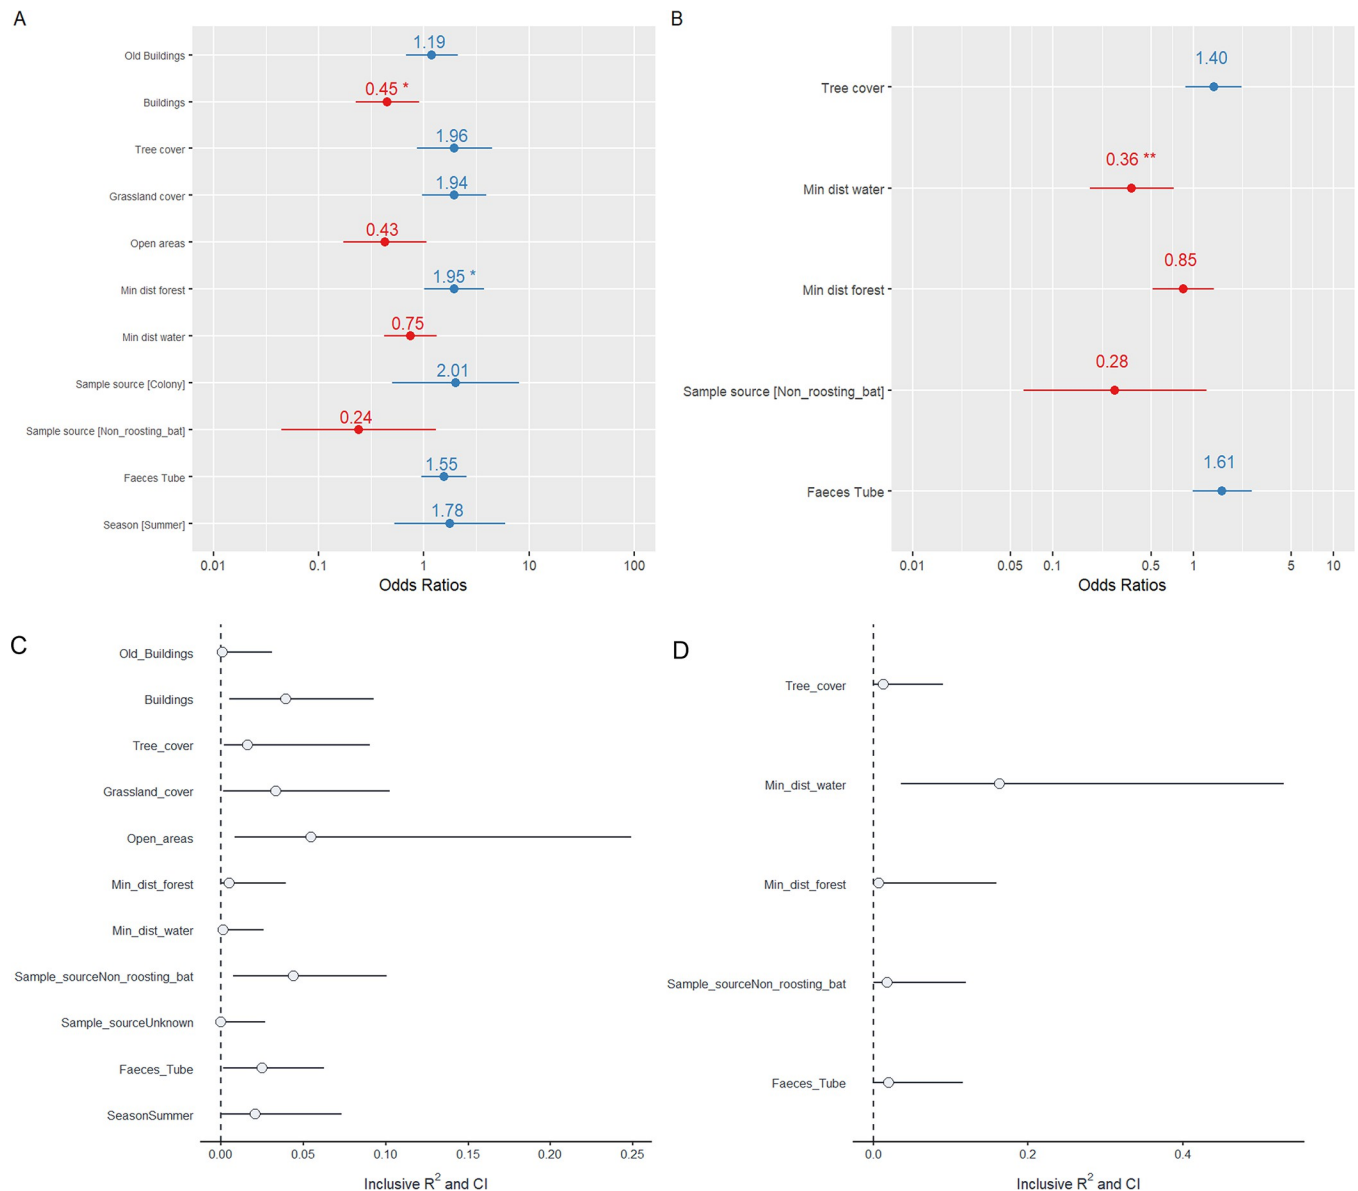 A
Old Buildings
1.19
Buildings
0.45 *
Tree cover
1.96
Grassland cover
1.94
Open areas
0.43
Min dist forest
1.95 *
Min dist water
0.75
Sample source [Colony]
2.01
Sample source [Non_roosting_bat]
0.24
Faeces Tube
1.55
Season [Summer]
1.78
0.01 0.1 1 10 100
Odds Ratios
B
Tree cover
1.40
Min dist water
0.36 **
Min dist forest
0.85
Sample source [Non_roosting_bat]
0.28
Faeces Tube
1.61
0.01 0.05 0.1 0.5 1 5 10
Odds Ratios
C
Old_Buildings
Buildings
Tree_cover
Grassland_cover
Open_areas
Min_dist_forest
Min_dist_water
Sample_sourceNon_roosting_bat
Sample_sourceUnknown
Faeces_Tube
SeasonSummer
0.00 0.05 0.10 0.15 0.20 0.25
Inclusive R² and CI
D
Tree_cover
Min_dist_water
Min_dist_forest
Sample_sourceNon_roosting_bat
Faeces_Tube
0.0 0.2 0.4
Inclusive R² and CI